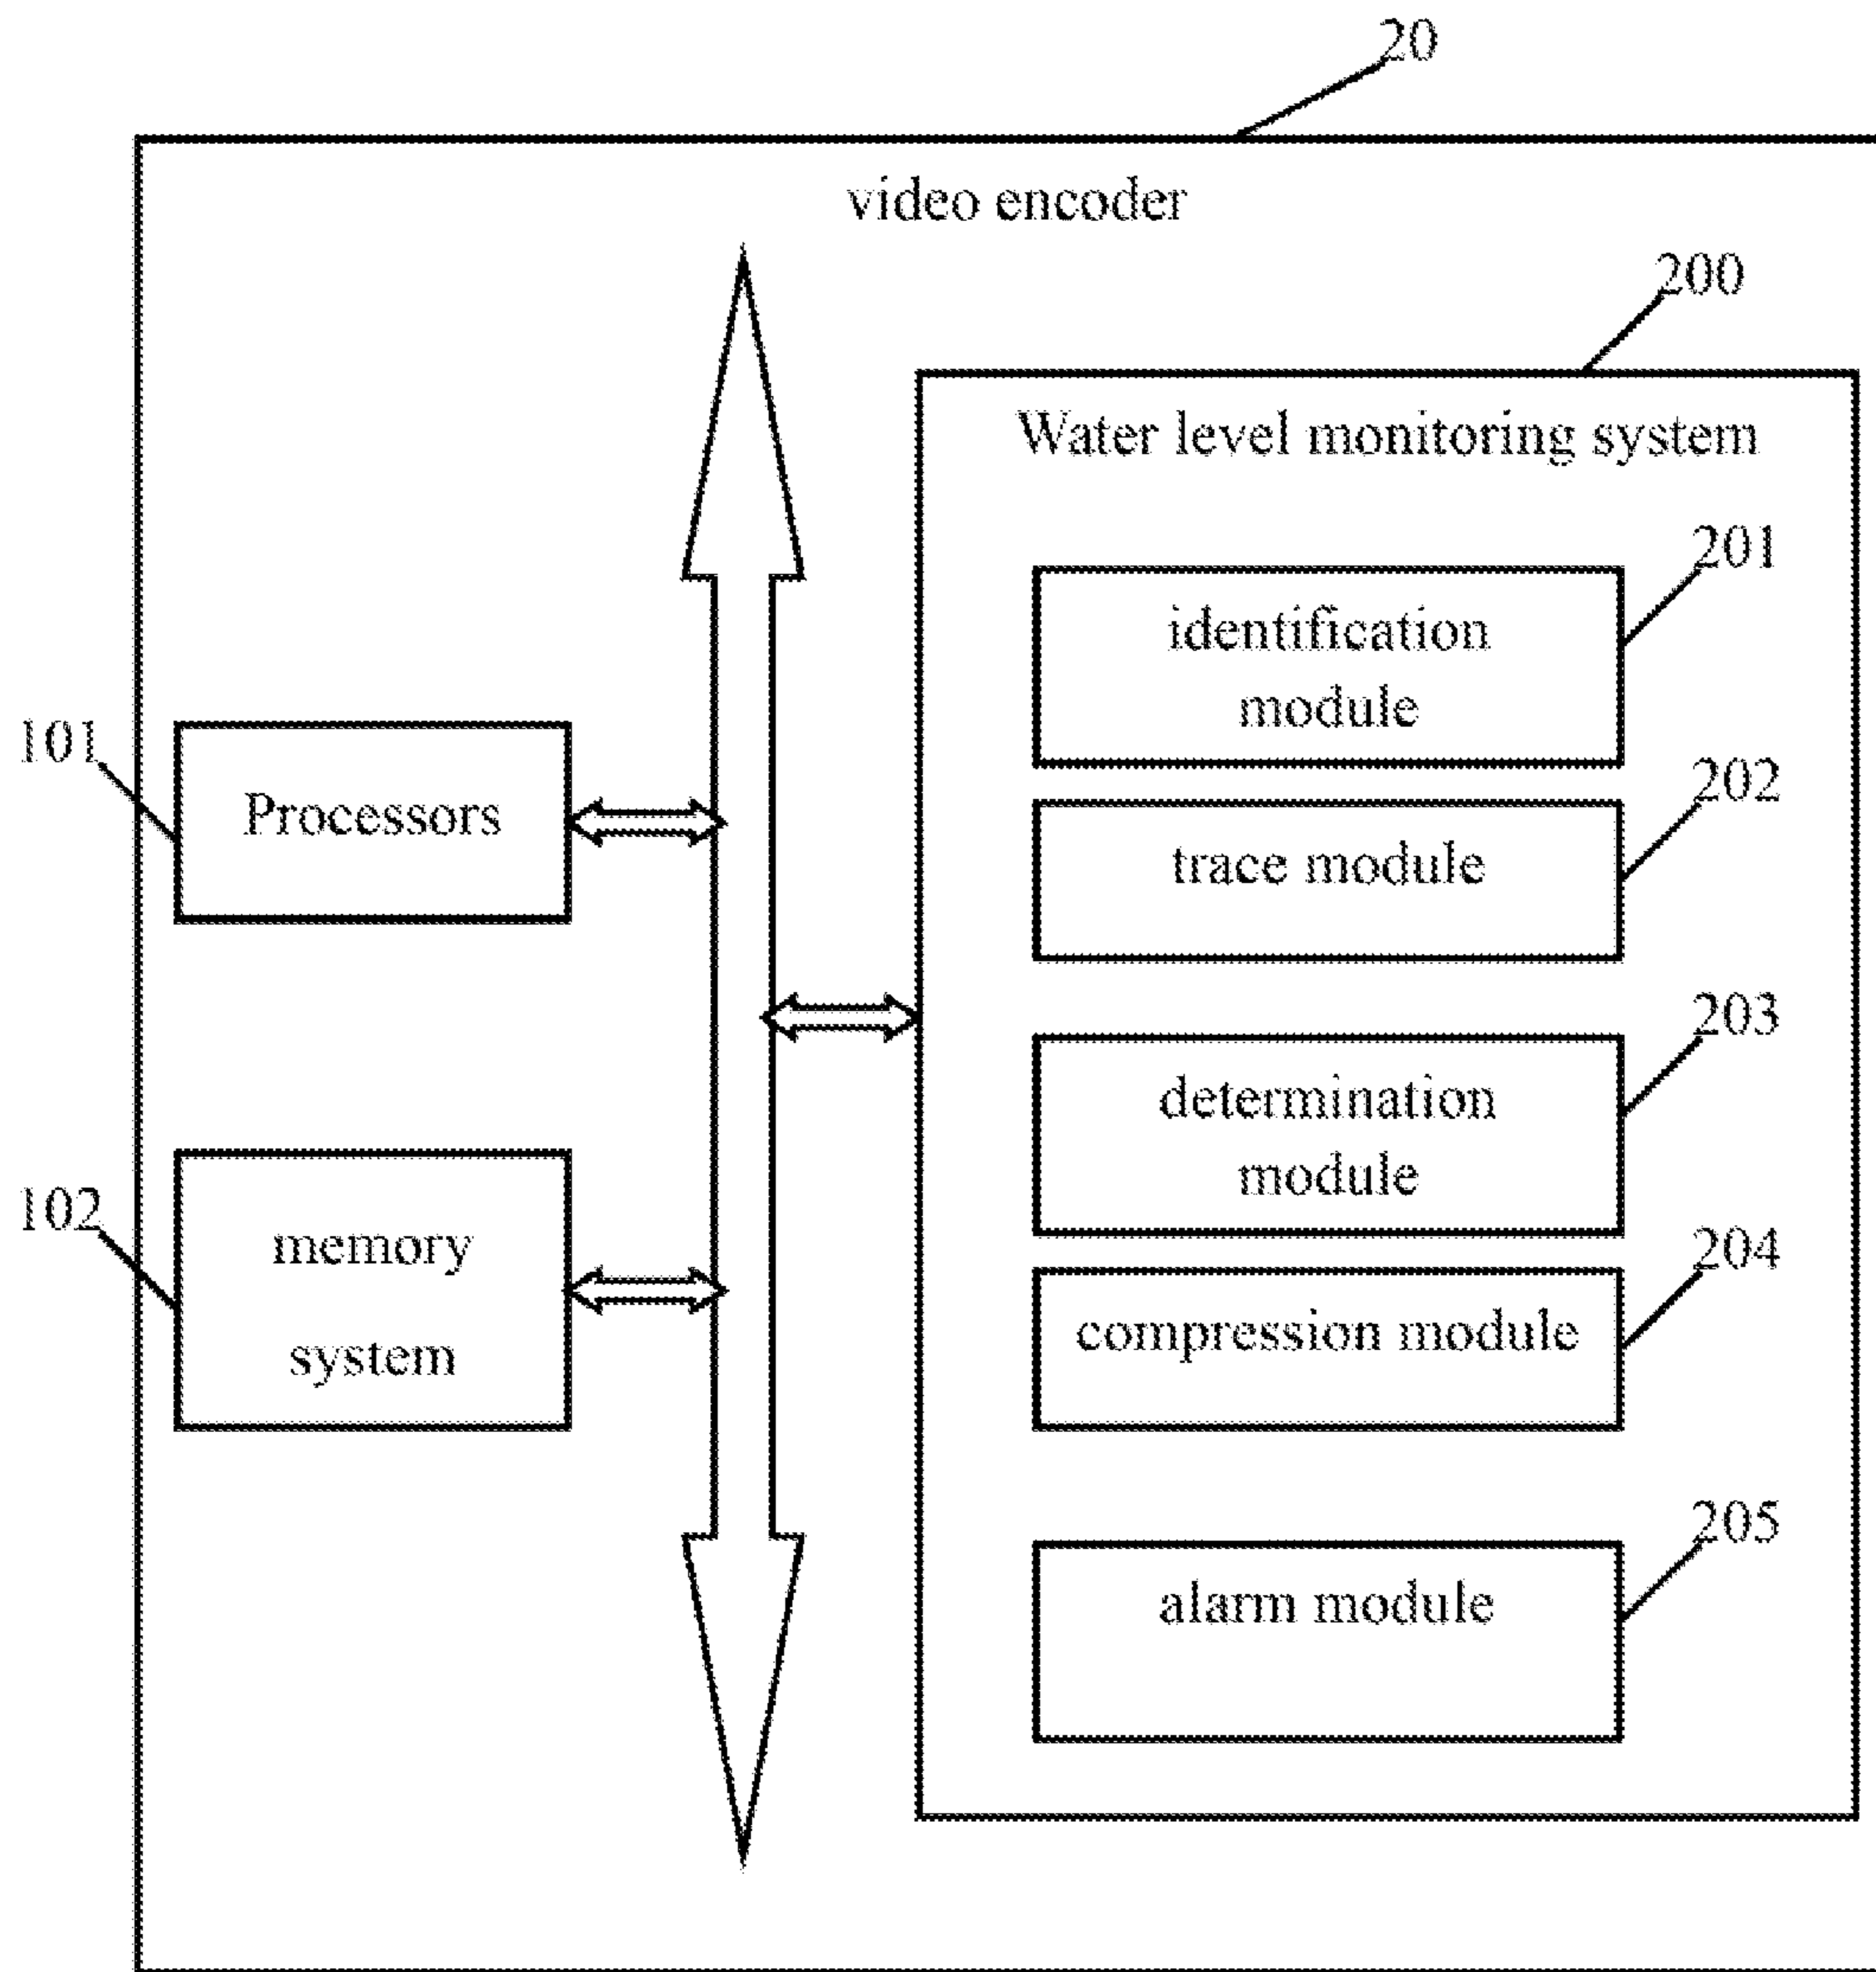 20
video encoder
200
Water level monitoring system
201
identification
module
101
Processors
202
trace module
203
determination
module
102
memory
system
204
compression module
205
alarm module